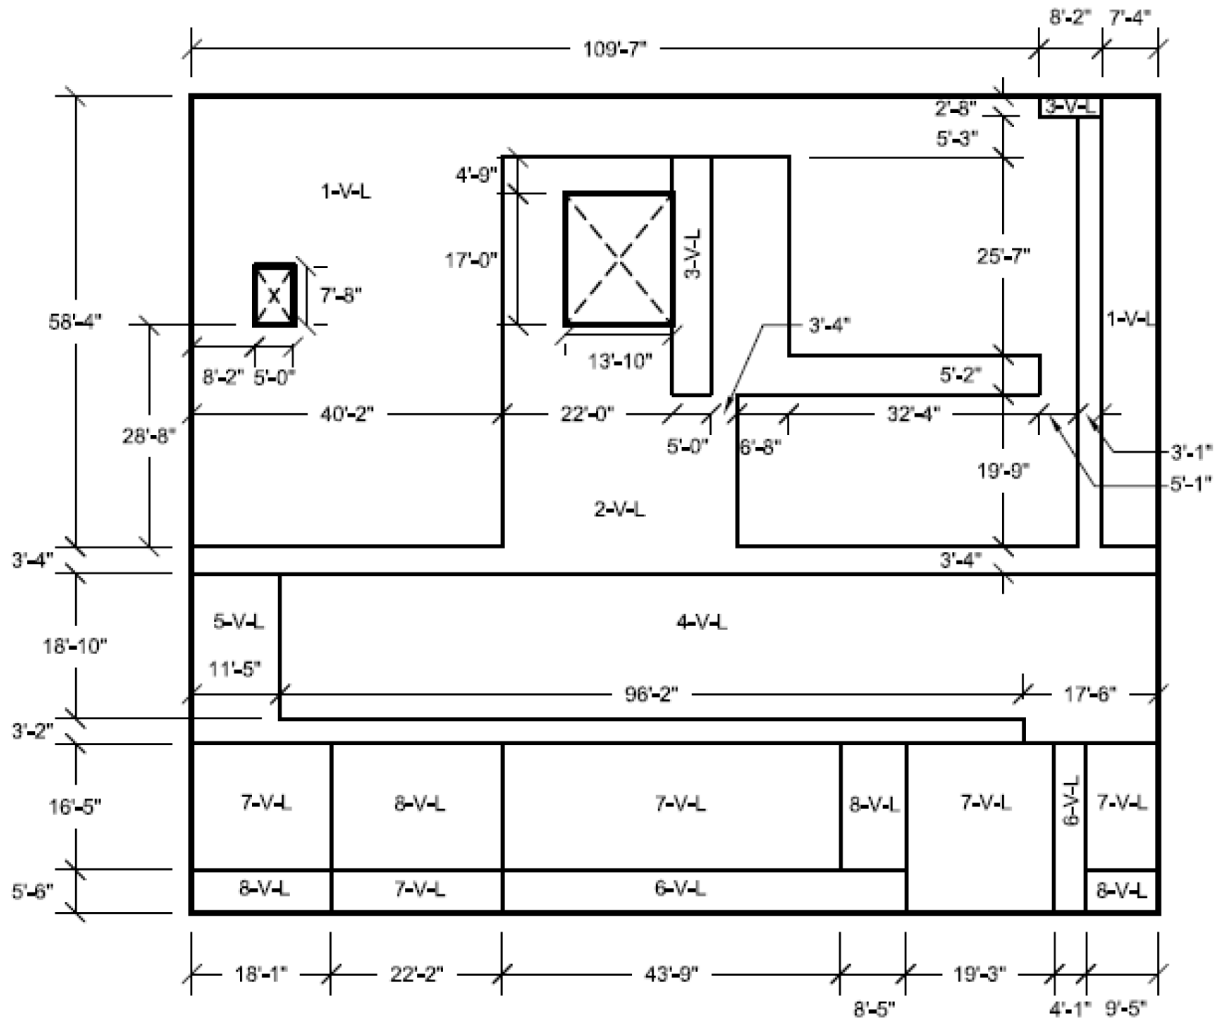 8'-2" 7'-4"
109'-7"
2'-8" 3-V-L
5'-3"
4'-9"
1-V-L
3-V-L
17'-0" 25'-7"
X 7'-8"
58'-4" 3'-4" 1-V-L
13'-10"
8'-2" 5'-0" 5'-2"
40'-2" 22'-0" 32'-4"
28'-8" 5'-0" 6'-8" 3'-1"
19'-9" 5'-1"
2-V-L
3'-4" 3'-4"
5-V-L 4-V-L
18'-10"
11'-5"
96'-2" 17'-6"
3'-2"
16'-5" 7-V-L 8-V-L 7-V-L 8-V-L 7-V-L 6-V-L 7-V-L
5'-6" 8-V-L 7-V-L 6-V-L 8-V-L
18'-1" 22'-2" 43'-9" 19'-3"
8'-5" 4'-1" 9'-5"